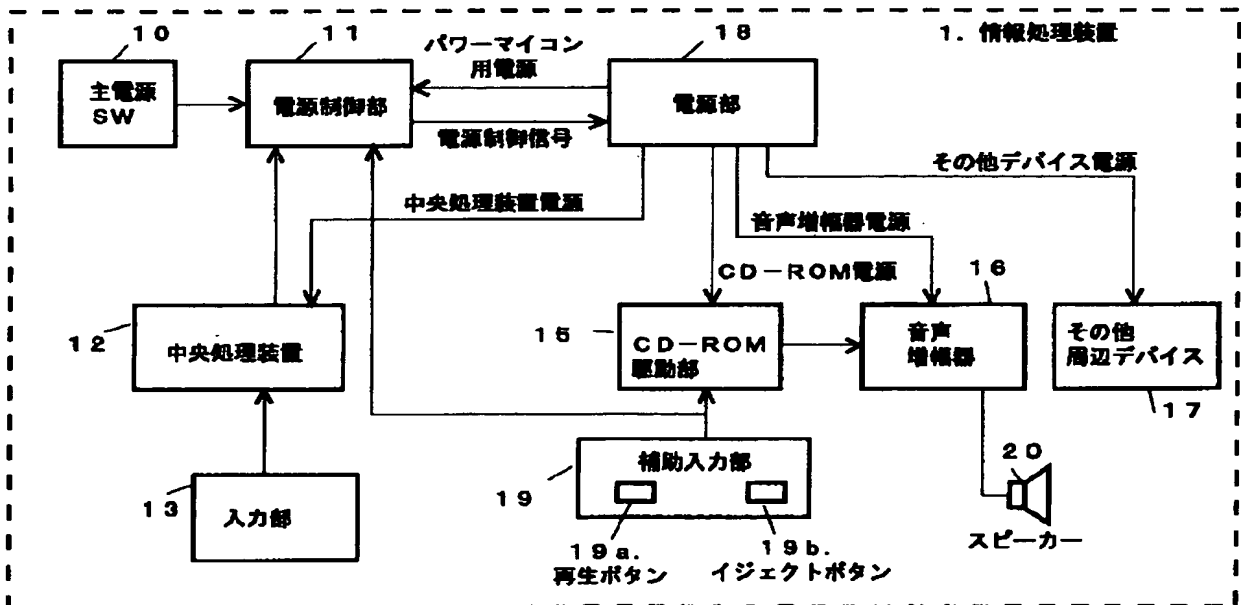 １０
１１
パワーマイコン
用電源
１８
１．情報処理装置
主電源
ＳＷ
電源制御部
電源部
電源制御信号
その他デバイス電源
中央処理装置電源
音声増幅器電源
ＣＤ－ＲＯＭ電源
１６
１２
中央処理装置
１５
ＣＤ－ＲＯＭ
駆動部
音声
増幅器
その他
周辺デバイス
１７
１９
補助入力部
２０
１３
入力部
１９ａ．
再生ボタン
１９ｂ．
イジェクトボタン
スピーカー